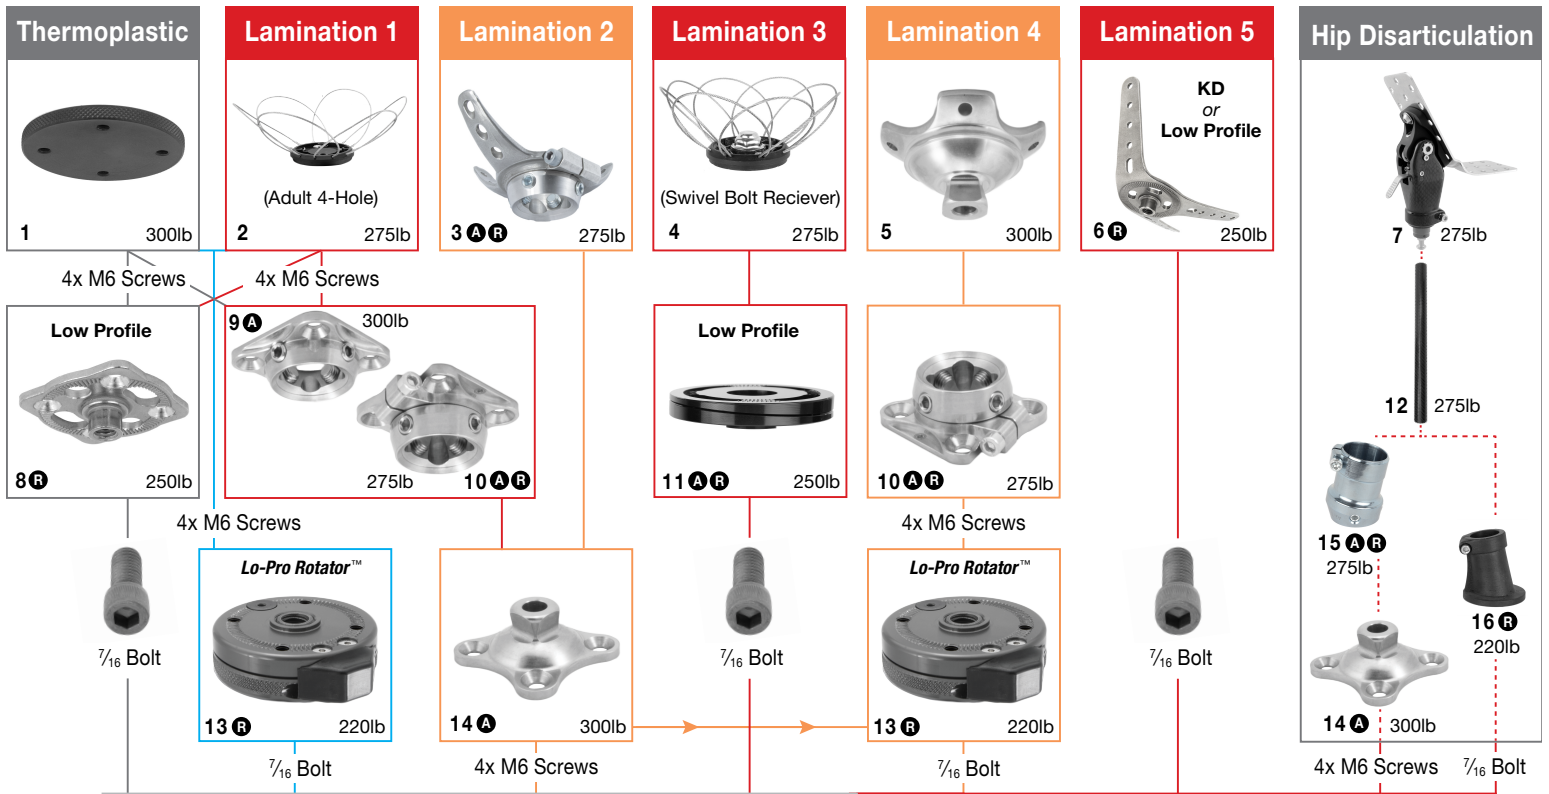 Thermoplastic
Lamination 1
Lamination 2
Lamination 3
Lamination 4
Lamination 5
Hip Disarticulation
1 300lb
(Adult 4-Hole)
2 275lb
3 A R 275lb
(Swivel Bolt Reciever)
4 275lb
5 300lb
KD
or
Low Profile
6 R 250lb
7 275lb
4x M6 Screws
4x M6 Screws
Low Profile
8 R 250lb
9 A 300lb
275lb 10 A R
Low Profile
11 A R 250lb
10 A R 275lb
12 275lb
4x M6 Screws
4x M6 Screws
7/16 Bolt
Lo-Pro Rotator™
13 R 220lb
14 A 300lb
7/16 Bolt
Lo-Pro Rotator™
13 R 220lb
7/16 Bolt
15 A R
275lb
16 R
220lb
14 A 300lb
7/16 Bolt
4x M6 Screws
7/16 Bolt
4x M6 Screws
7/16 Bolt